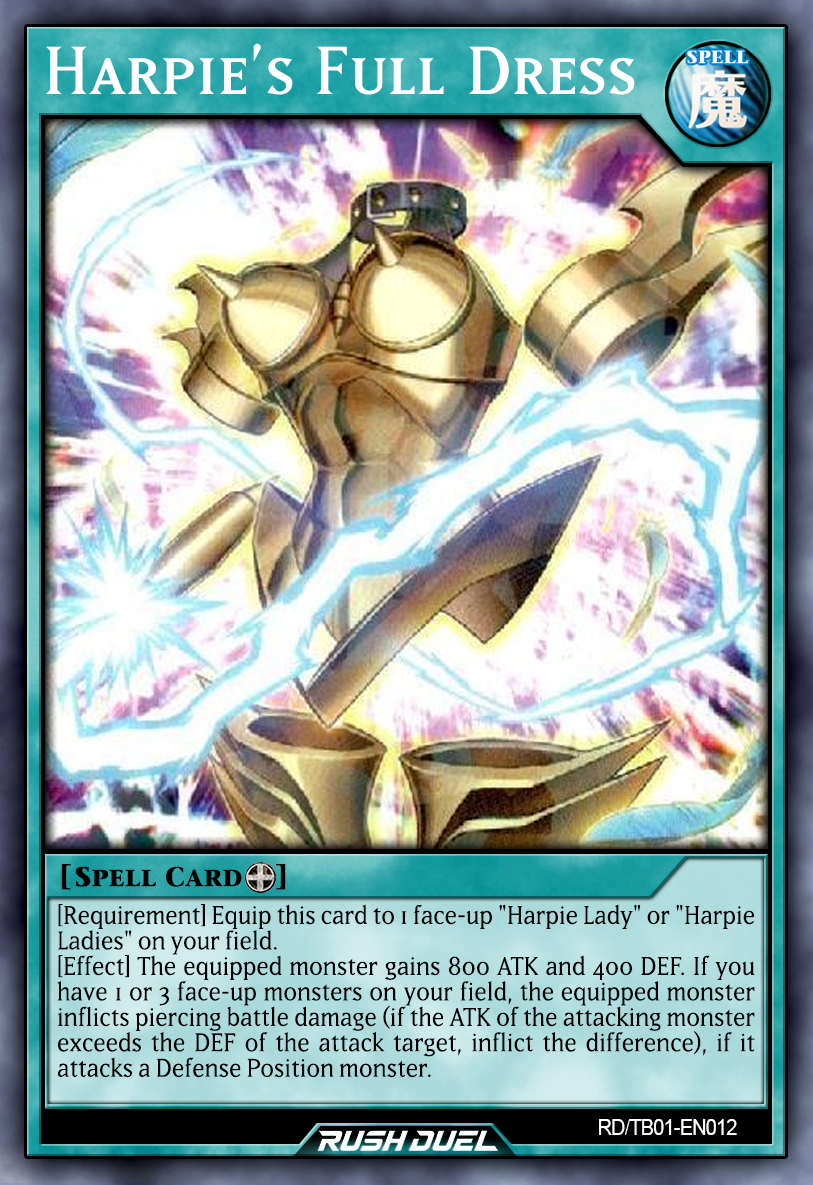 Harpie's Full Dress
SPELL
魔
[Spell Card]
[Requirement] Equip this card to 1 face-up "Harpie Lady" or "Harpie
Ladies" on your field.
[Effect] The equipped monster gains 800 ATK and 400 DEF. If you
have 1 or 3 face-up monsters on your field, the equipped monster
inflicts piercing battle damage (if the ATK of the attacking monster
exceeds the DEF of the attack target, inflict the difference), if it
attacks a Defense Position monster.
RD/TB01-EN012
RUSH DUEL